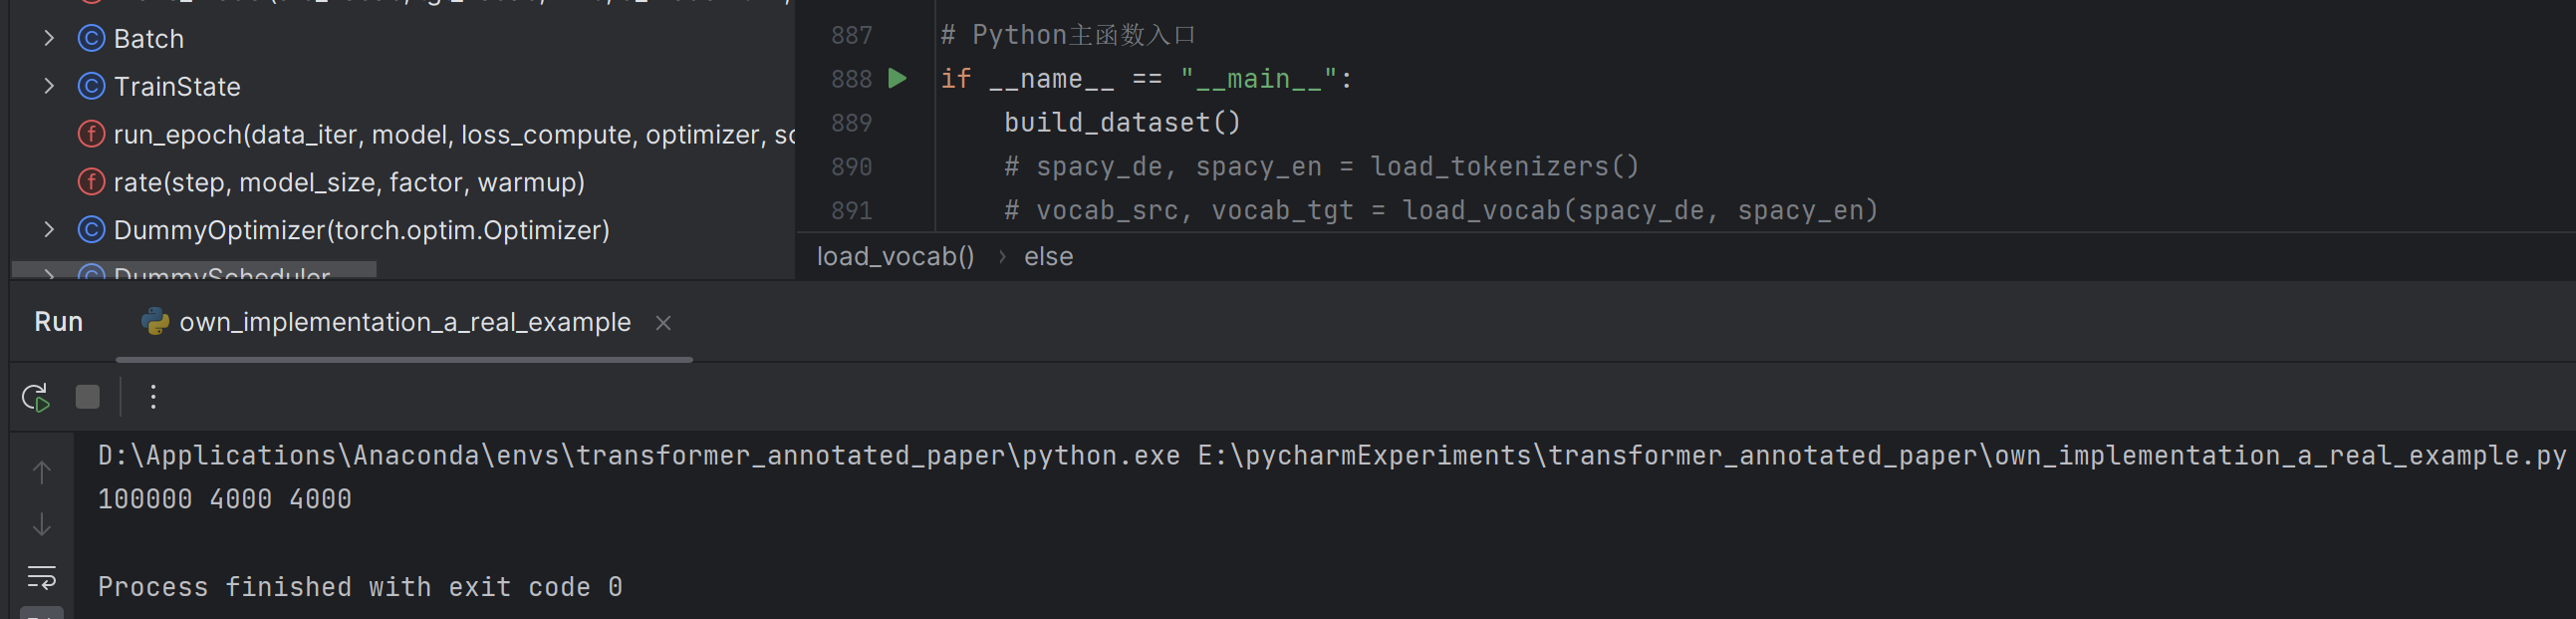 Batch
TrainState
run_epoch(data_iter, model, loss_compute, optimizer, sc
rate(step, model_size, factor, warmup)
DummyOptimizer(torch.optim.Optimizer)
DummyScheduler
887 # Python主函数入口
888 if __name__ == "__main__":
889 build_dataset()
890 # spacy_de, spacy_en = load_tokenizers()
891 # vocab_src, vocab_tgt = load_vocab(spacy_de, spacy_en)
load_vocab() › else
Run own_implementation_a_real_example ×
D:\Applications\Anaconda\envs\transformer_annotated_paper\python.exe E:\pycharmExperiments\transformer_annotated_paper\own_implementation_a_real_example.py
100000 4000 4000
Process finished with exit code 0